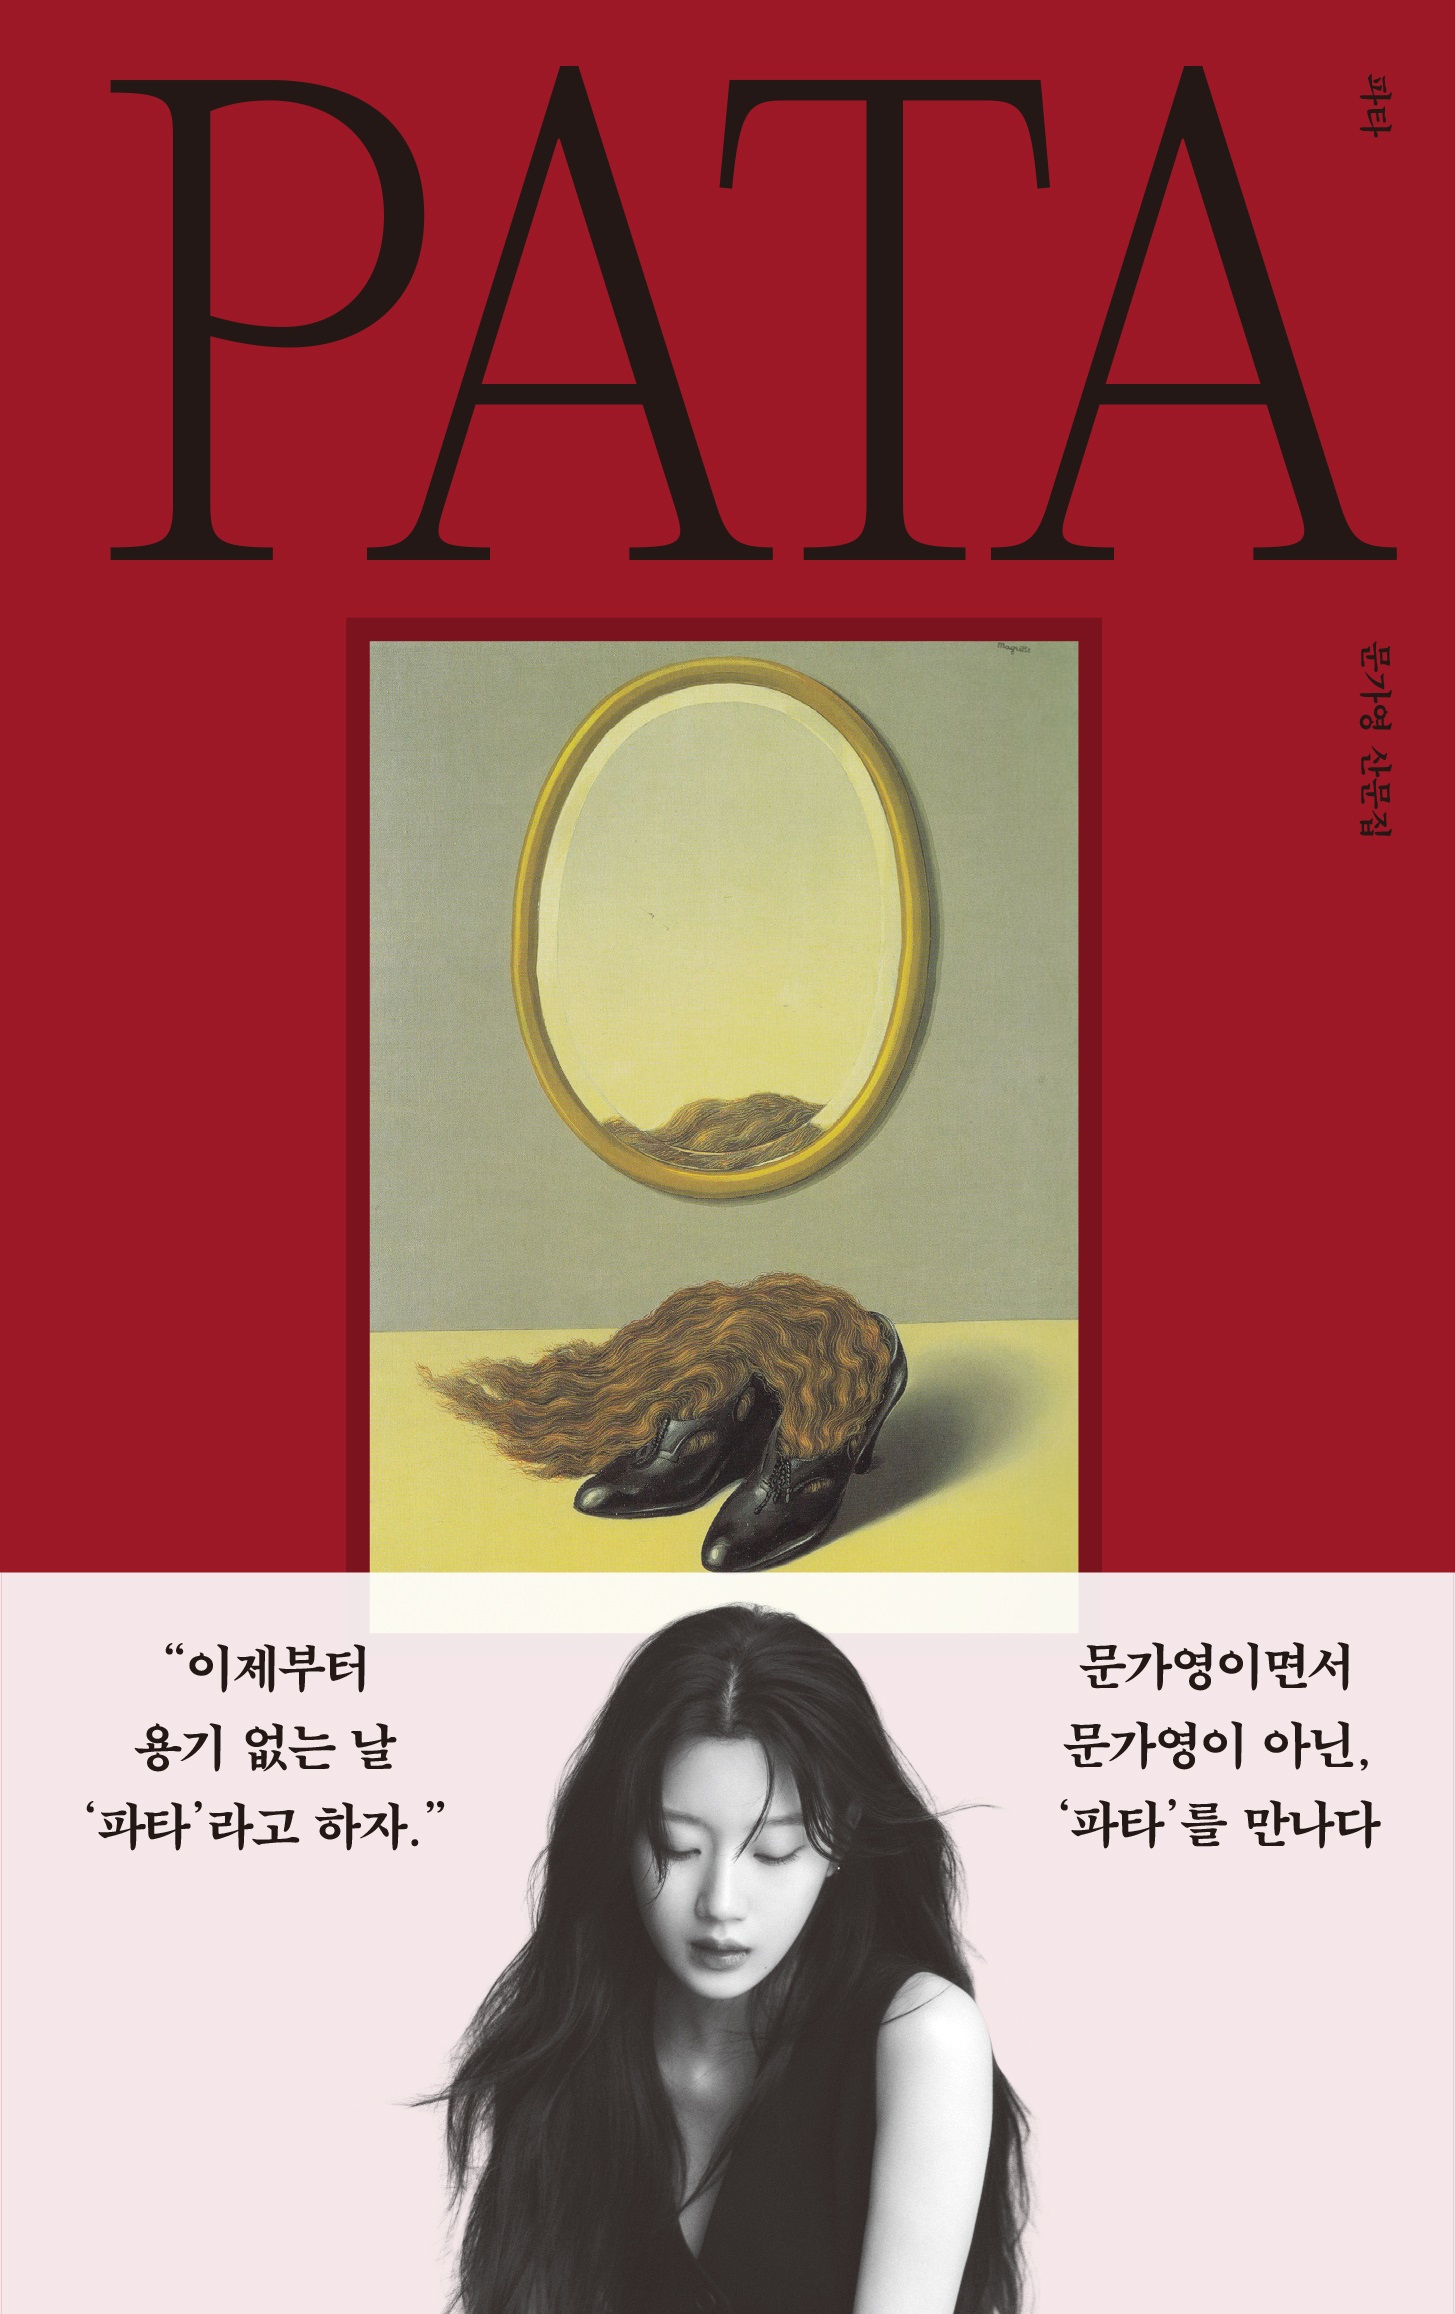 PATA
파타
문가영 산문집
Magritte
“이제부터
용기 없는 날
‘파타’라고 하자.”
문가영이면서
문가영이 아닌,
‘파타’를 만나다